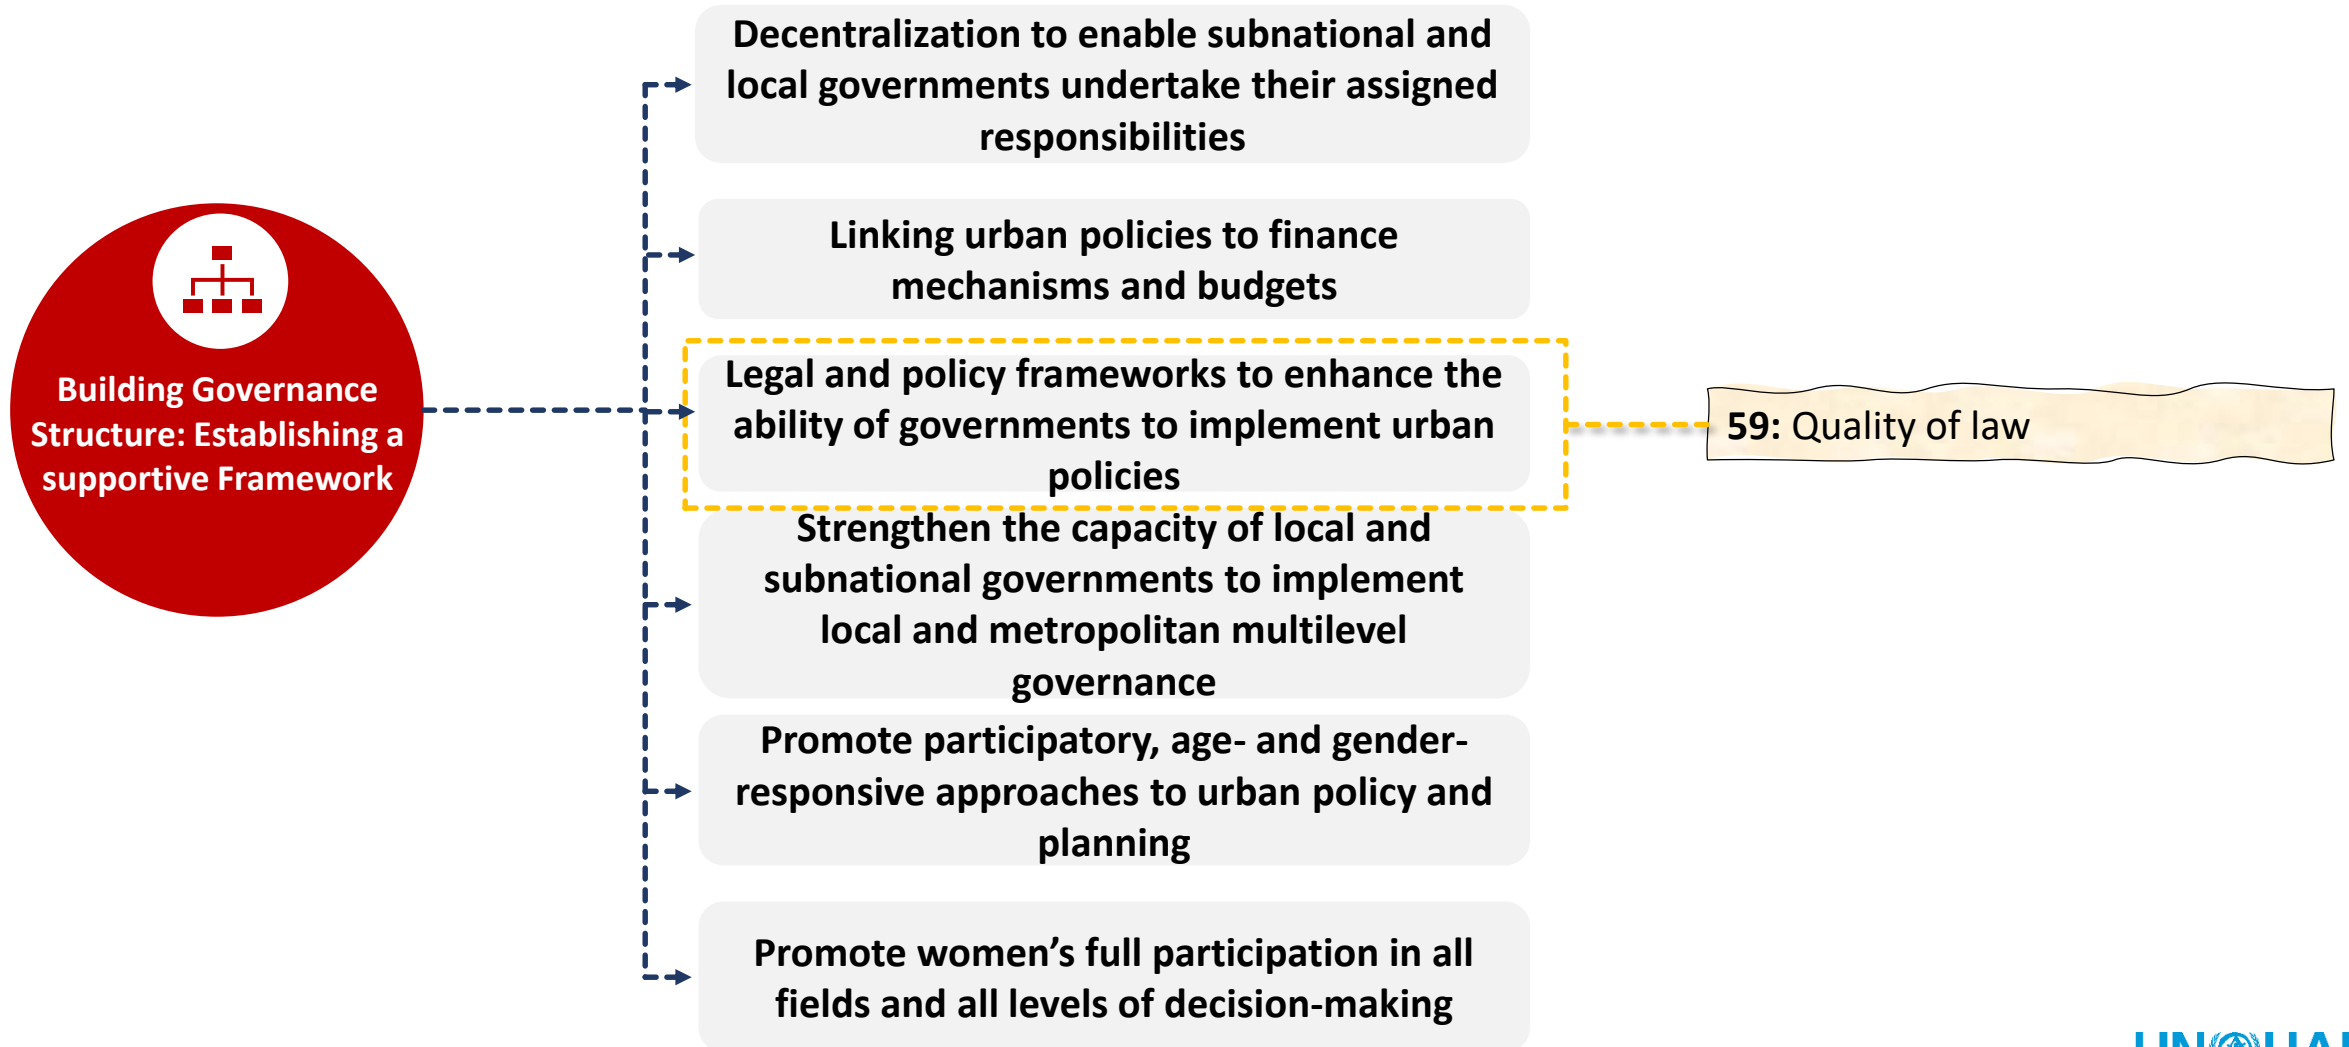 Decentralization to enable subnational and
local governments undertake their assigned
responsibilities
Linking urban policies to finance
mechanisms and budgets
Building Governance
Structure: Establishing a
supportive Framework
Legal and policy frameworks to enhance the
ability of governments to implement urban
policies
59: Quality of law
Strengthen the capacity of local and
subnational governments to implement
local and metropolitan multilevel
governance
Promote participatory, age- and gender-
responsive approaches to urban policy and
planning
Promote women’s full participation in all
fields and all levels of decision-making